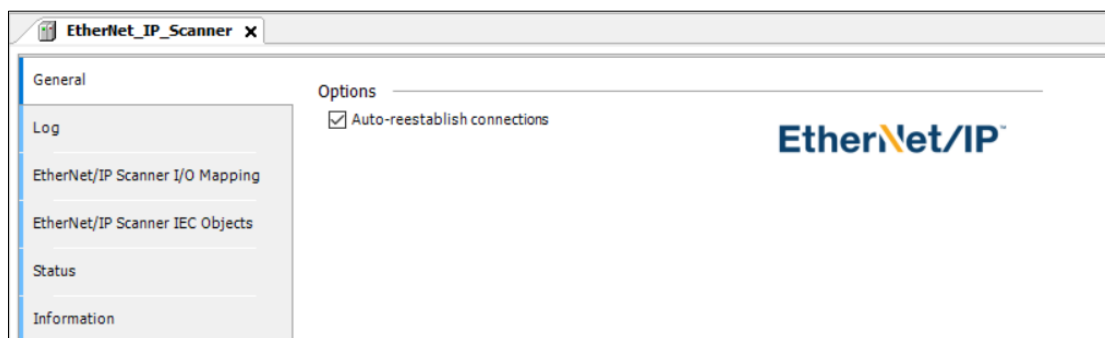 EtherNet_IP_Scanner X
General
Options
Auto-reestablish connections
EtherNet/IP™
Log
EtherNet/IP Scanner I/O Mapping
EtherNet/IP Scanner IEC Objects
Status
Information